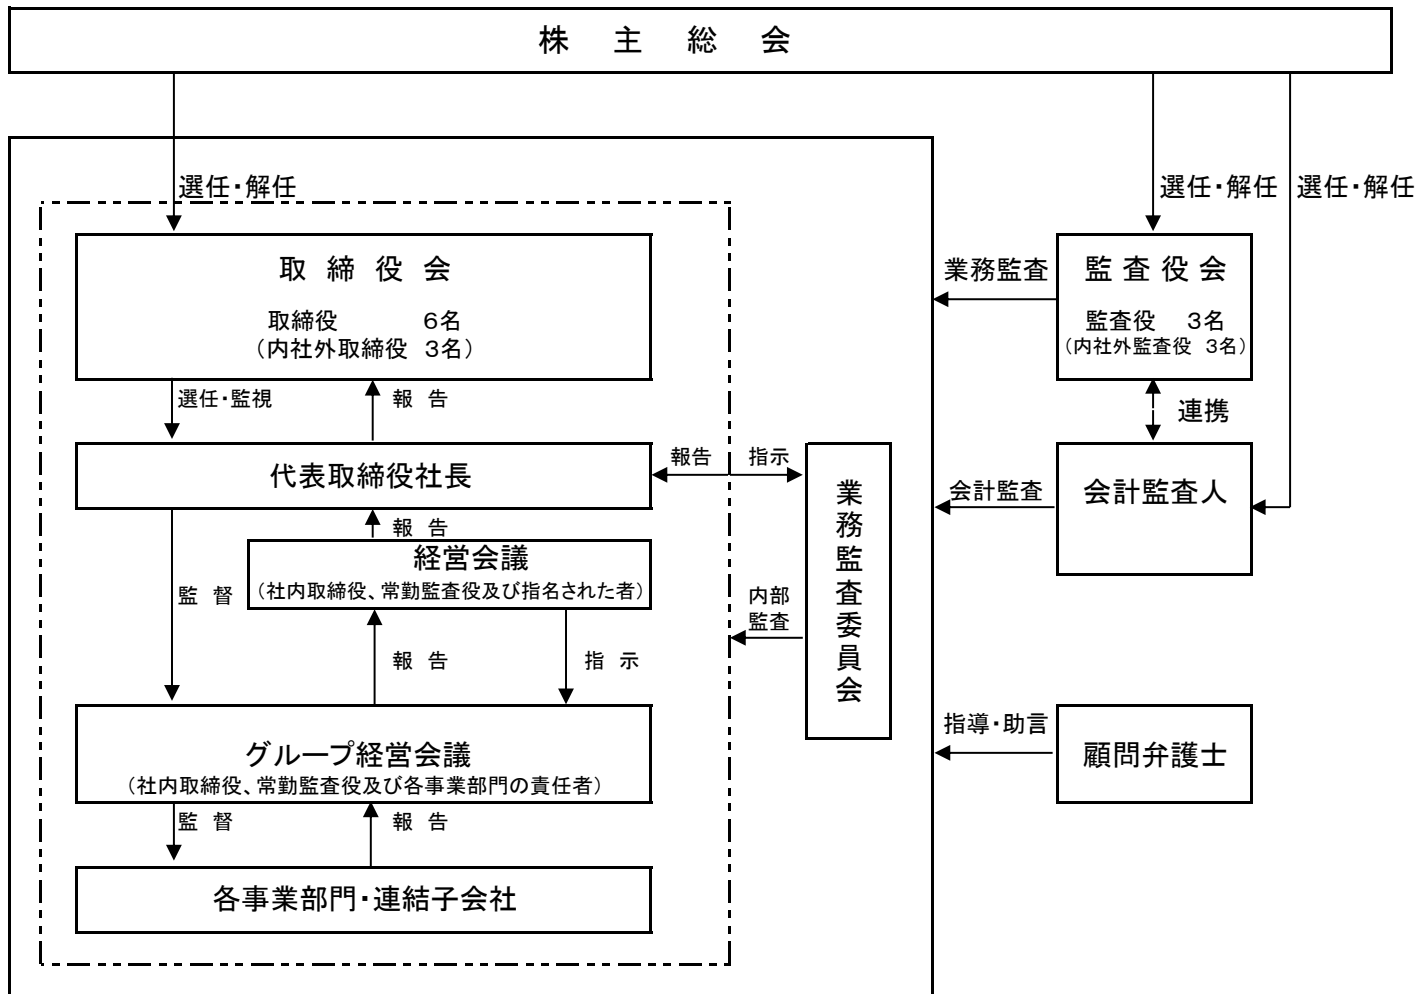 株 主 総 会
選任・解任
選任・解任
選任・解任
取 締 役 会
取締役 6名
(内社外取締役 3名)
業務監査
監 査 役 会
監査役 3名
(内社外監査役 3名)
選任・監視
報 告
連携
代表取締役社長
報告
指示
業務監査委員会
会計監査
会計監査人
報 告
経営会議
(社内取締役、常勤監査役及び指名された者)
監 督
内部
監査
報 告
指 示
グループ経営会議
(社内取締役、常勤監査役及び各事業部門の責任者)
指導・助言
顧問弁護士
監 督
報 告
各事業部門・連結子会社